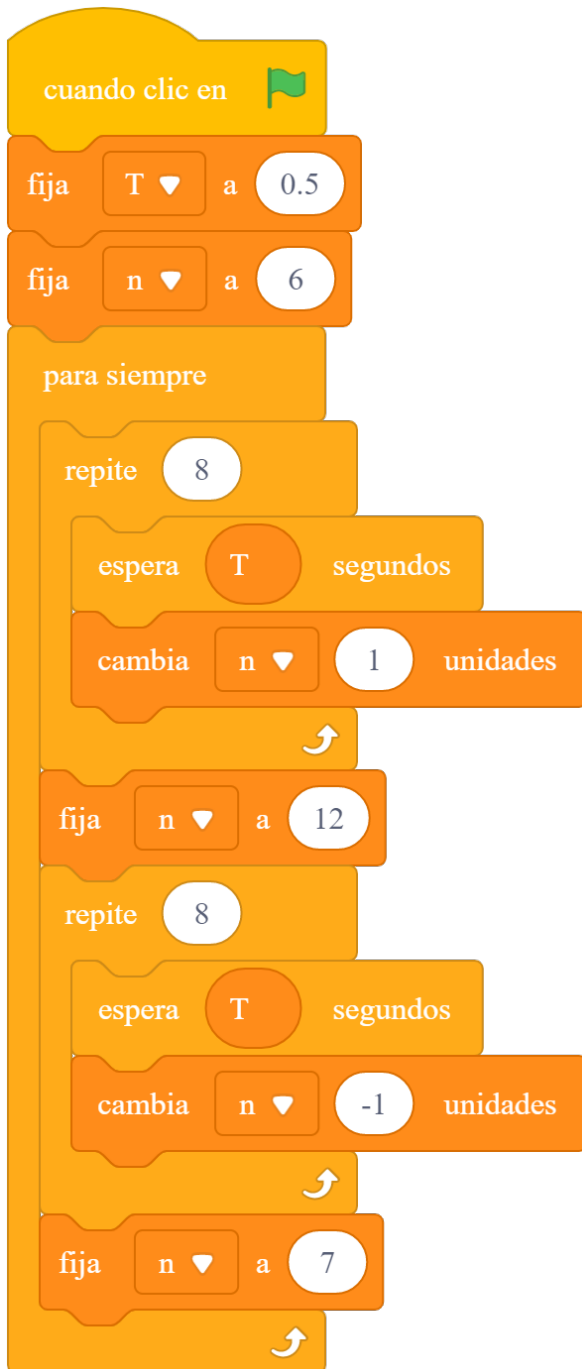 cuando clic en
fija T a 0.5
fija n a 6
para siempre
repite 8
espera T segundos
cambia n 1 unidades
fija n a 12
repite 8
espera T segundos
cambia n -1 unidades
fija n a 7